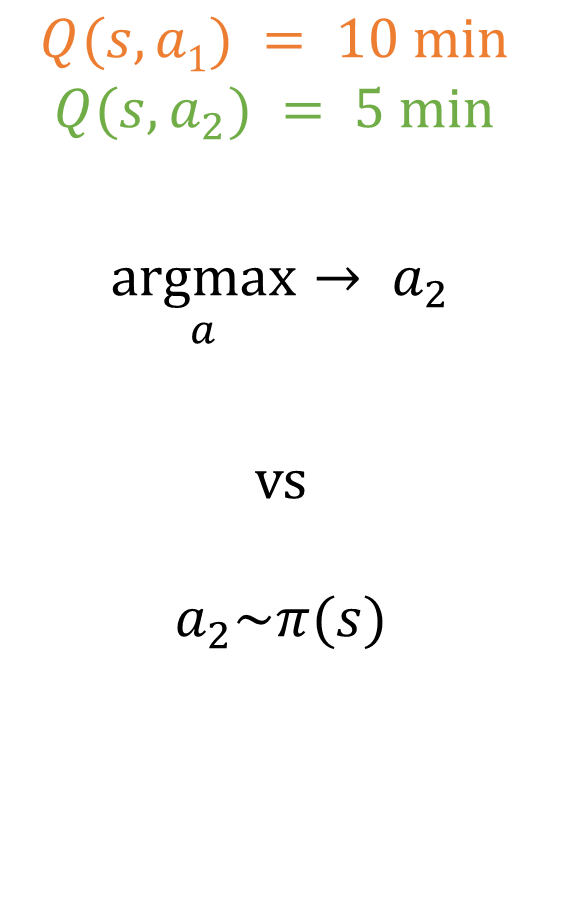 Q(s, a₁) = 10 min
Q(s, a₂) = 5 min
argmax → a₂
a
vs
a₂~π(s)